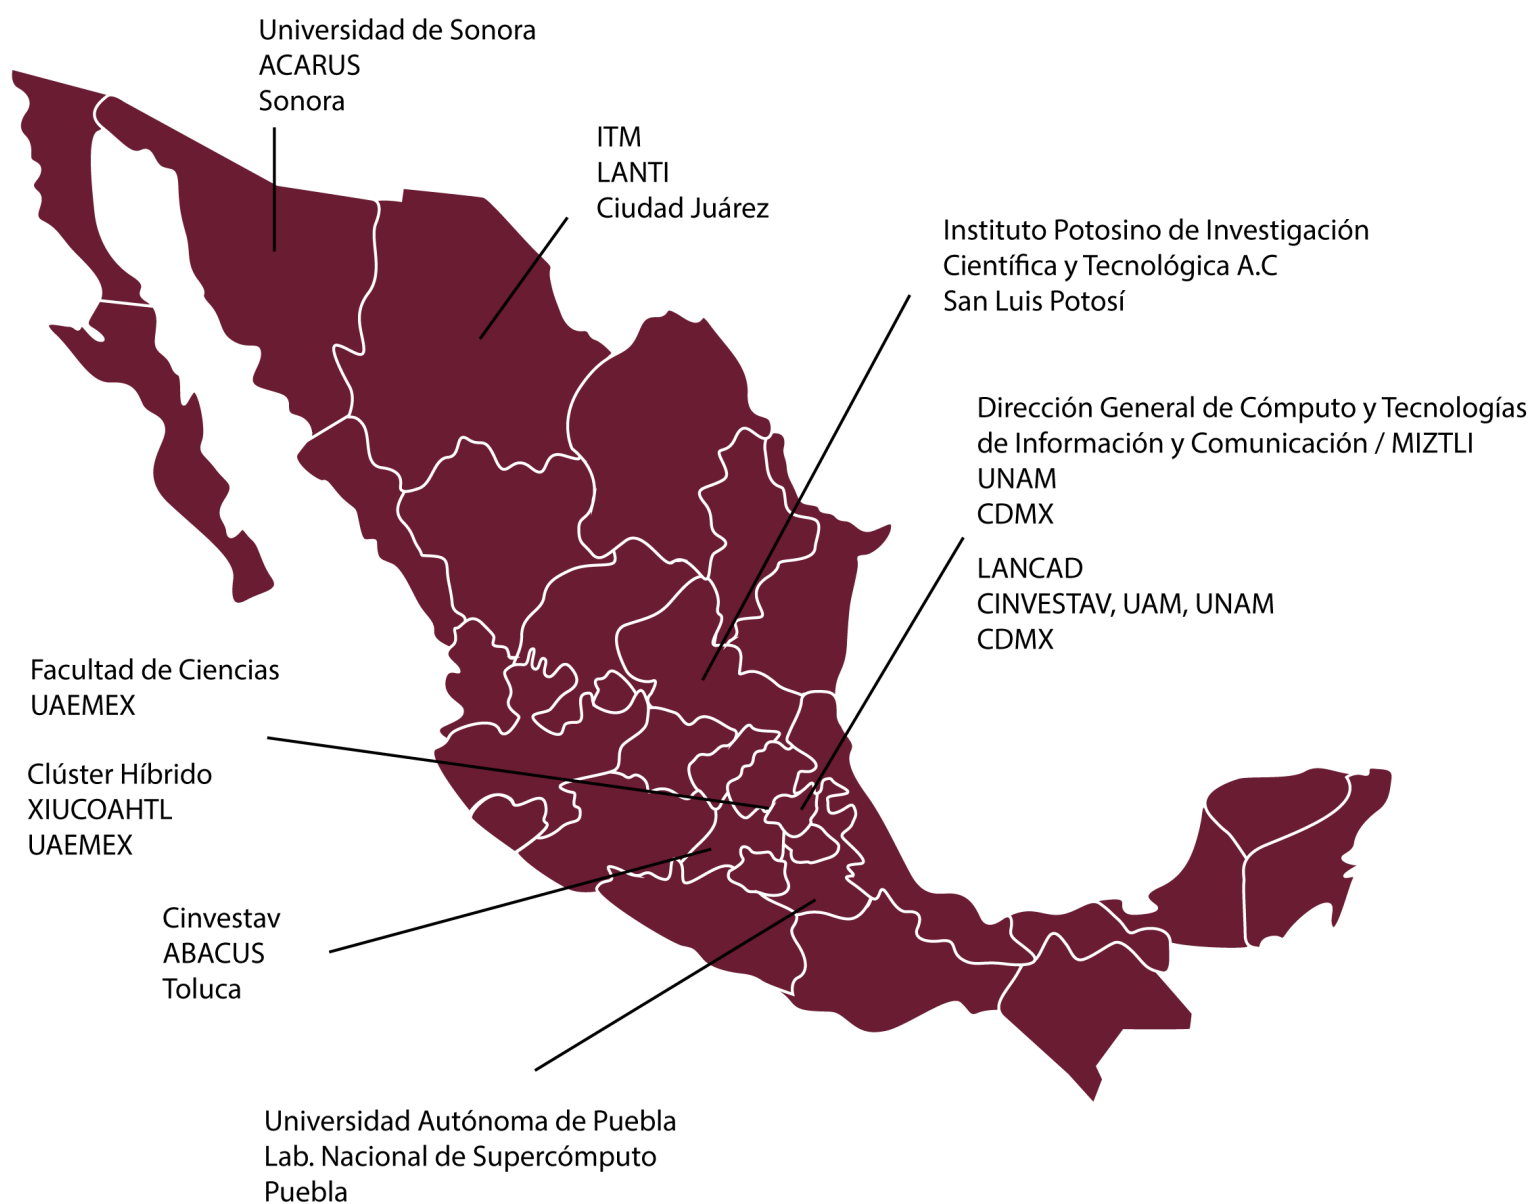 Universidad de Sonora
ACARUS
Sonora
ITM
LANTI
Ciudad Juárez
Instituto Potosino de Investigación
Científica y Tecnológica A.C
San Luis Potosí
Dirección General de Cómputo y Tecnologías
de Información y Comunicación / MIZTLI
UNAM
CDMX
LANCAD
CINVESTAV, UAM, UNAM
CDMX
Facultad de Ciencias
UAEMEX
Clúster Híbrido
XIUCOAHTL
UAEMEX
Cinvestav
ABACUS
Toluca
Universidad Autónoma de Puebla
Lab. Nacional de Supercómputo
Puebla